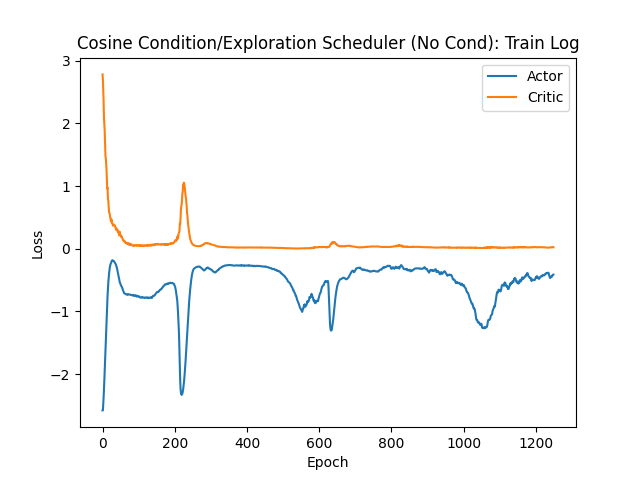 Cosine Condition/Exploration Scheduler (No Cond): Train Log
Actor
Critic
3
2
1
0
−1
−2
Loss
0 200 400 600 800 1000 1200
Epoch